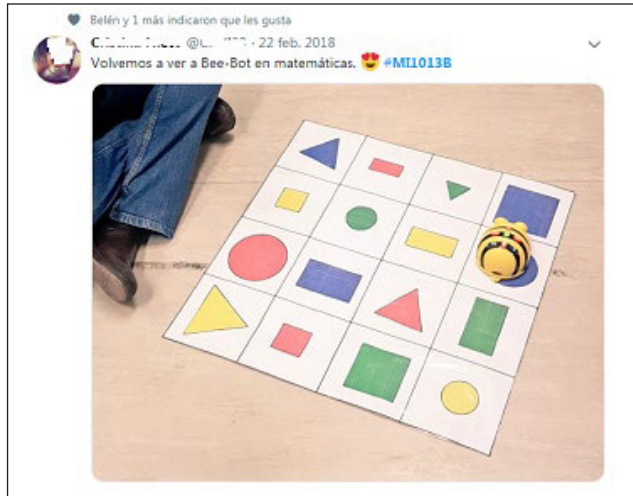 Belén y 1 más indicaron que les gusta
22 feb. 2018
Volvemos a ver a Bee-Bot en matemáticas. 😍 #MI1013B